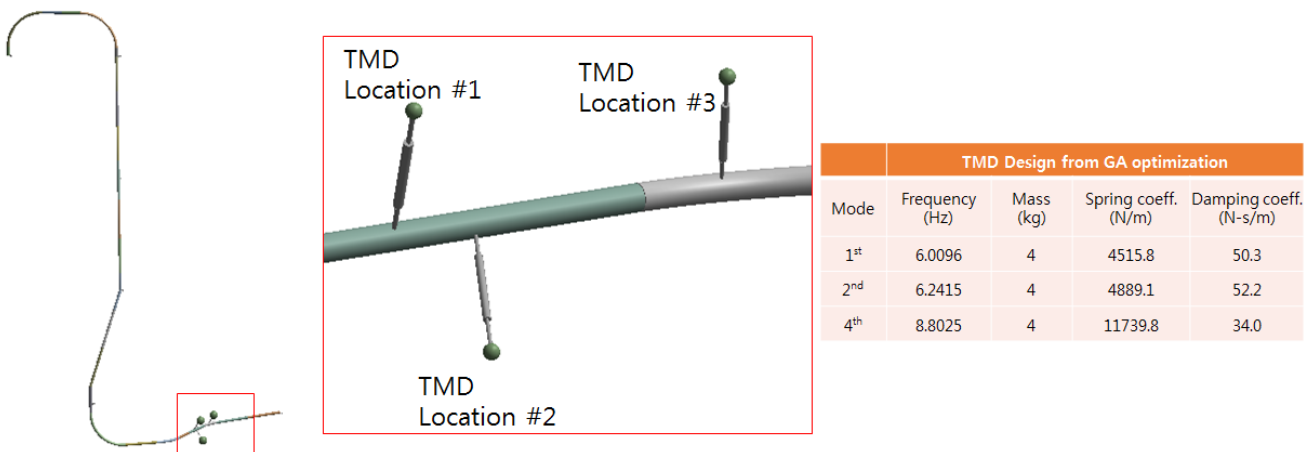 TMD
Location #1
TMD
Location #3
TMD
Location #2
TMD Design from GA optimization
Mode Frequency (Hz) Mass (kg) Spring coeff. (N/m) Damping coeff. (N-s/m)
1st 6.0096 4 4515.8 50.3
2nd 6.2415 4 4889.1 52.2
4th 8.8025 4 11739.8 34.0